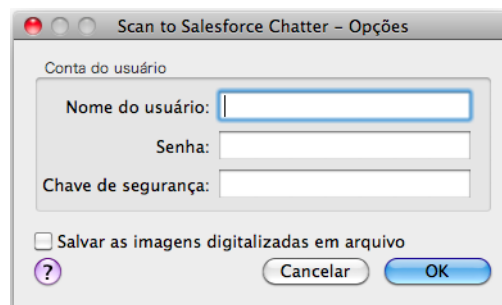 Scan to Salesforce Chatter – Opções
Conta do usuário
Nome do usuário:
Senha:
Chave de segurança:
Salvar as imagens digitalizadas em arquivo
? Cancelar OK